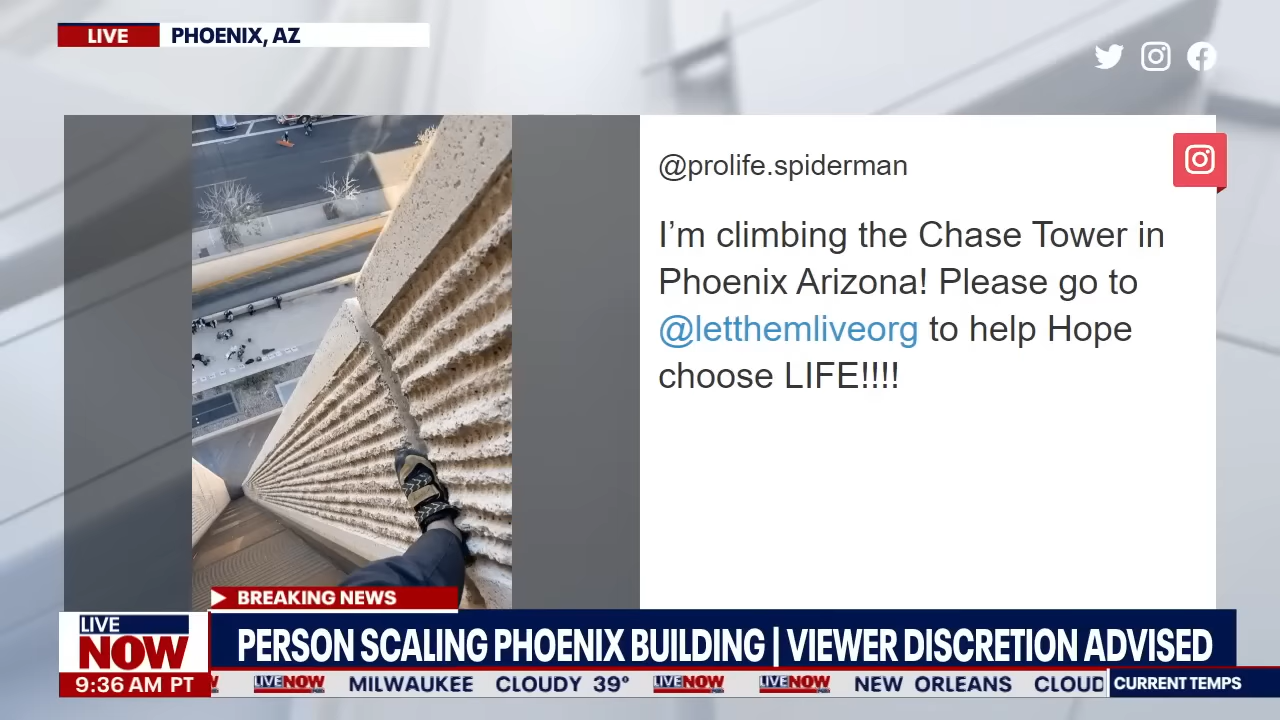 LIVE PHOENIX, AZ
@prolife.spiderman
I'm climbing the Chase Tower in
Phoenix Arizona! Please go to
@letthemliveorg to help Hope
choose LIFE!!!!
BREAKING NEWS
LIVE
NOW
PERSON SCALING PHOENIX BUILDING | VIEWER DISCRETION ADVISED
9:36 AM PT LIVENOW MILWAUKEE CLOUDY 39° LIVENOW LIVENOW NEW ORLEANS CLOUD CURRENT TEMPS